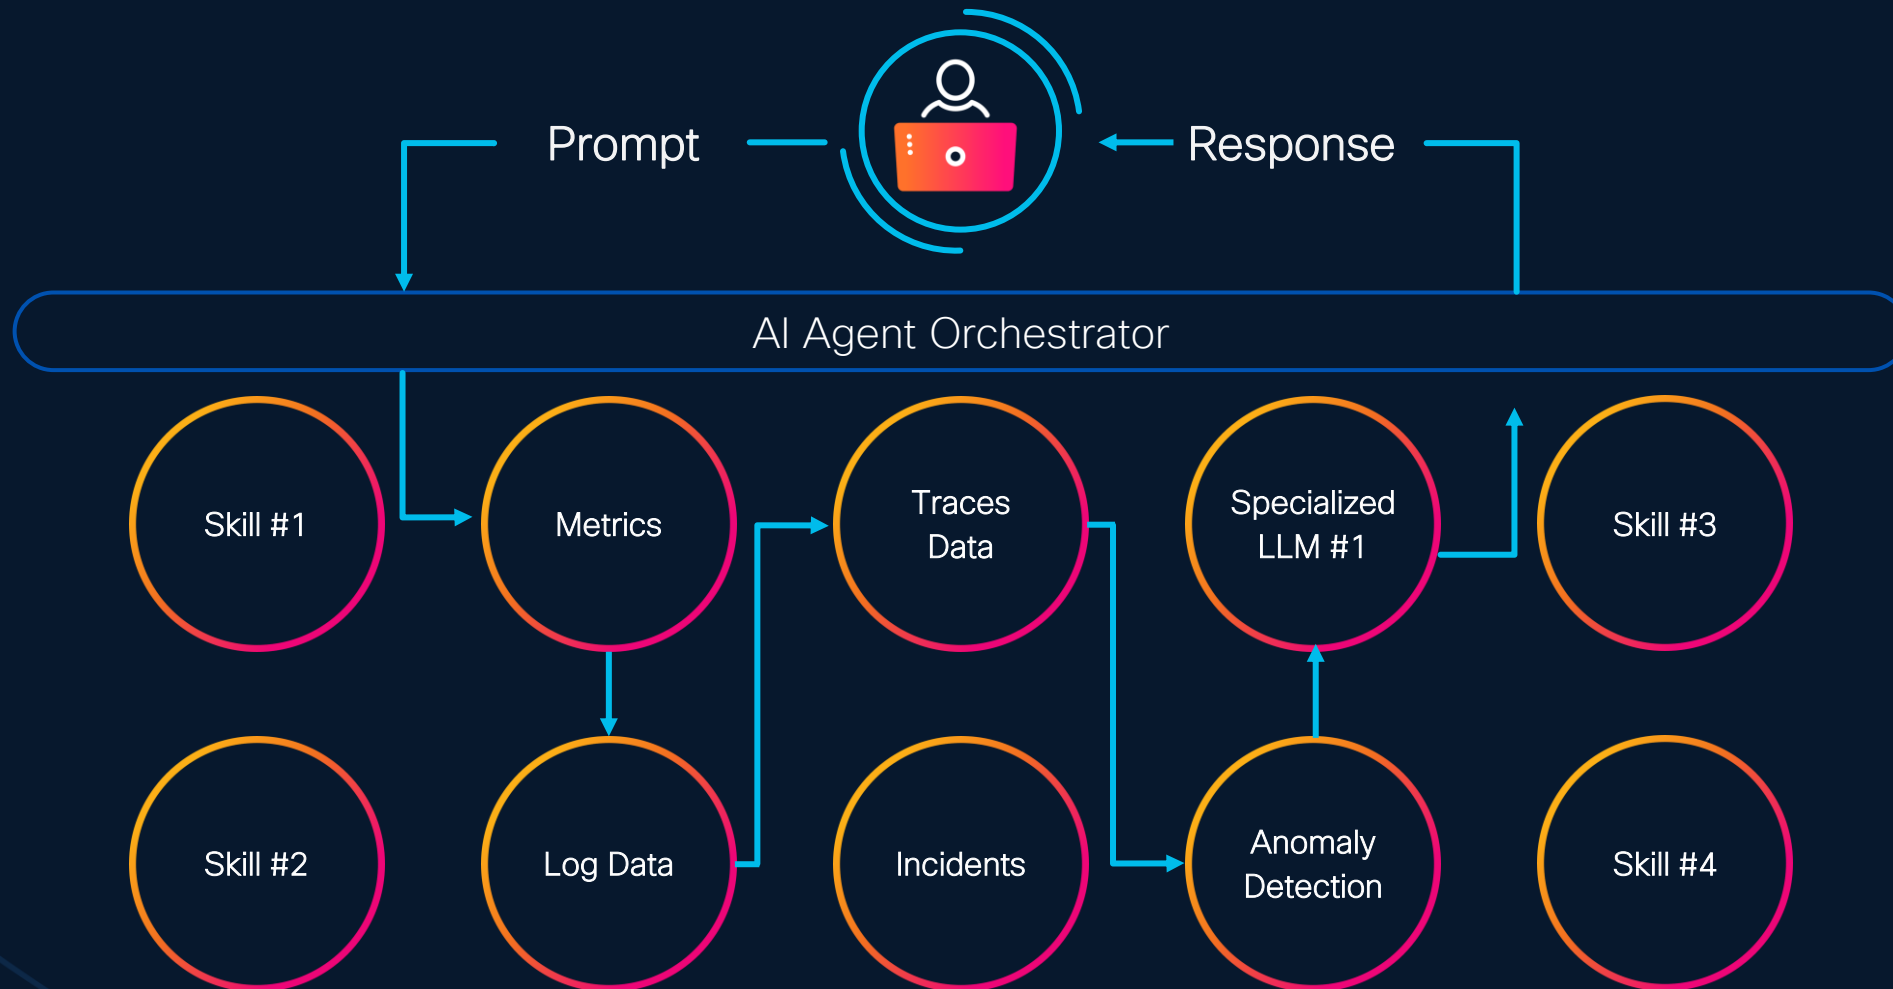 Prompt
Response
AI Agent Orchestrator
Skill #1
Metrics
Traces
Data
Specialized
LLM #1
Skill #3
Skill #2
Log Data
Incidents
Anomaly
Detection
Skill #4